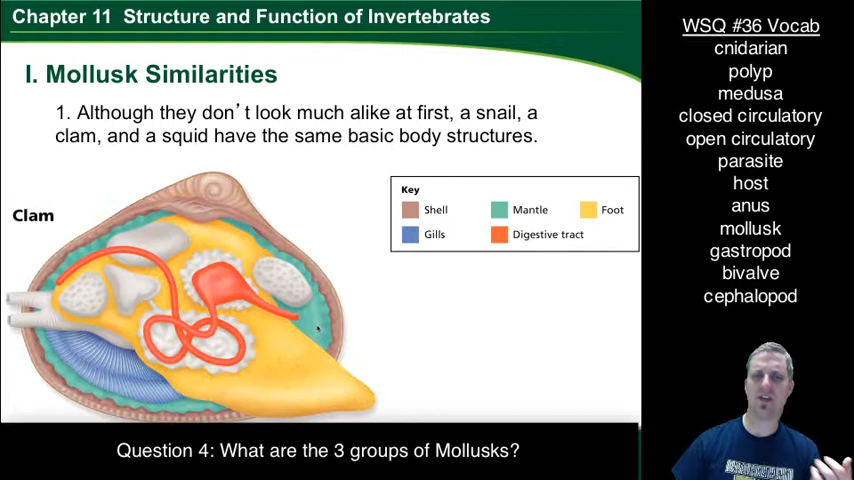 Chapter 11  Structure and Function of Invertebrates
I. Mollusk Similarities
1. Although they don't look much alike at first, a snail, a
clam, and a squid have the same basic body structures.
Clam
Key
Shell
Mantle
Foot
Gills
Digestive tract
Question 4: What are the 3 groups of Mollusks?
WSQ #36 Vocab
cnidarian
polyp
medusa
closed circulatory
open circulatory
parasite
host
anus
mollusk
gastropod
bivalve
cephalopod